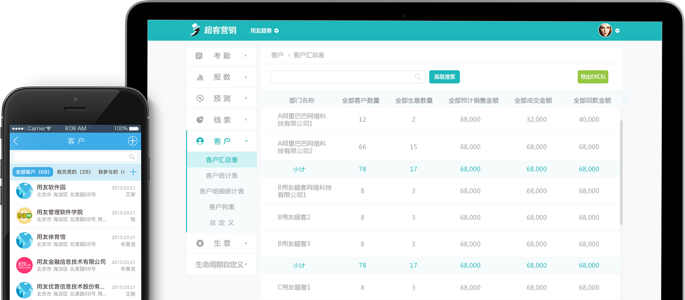 超客营销
用友超客
考勤
报数
预测
线索
客户
客户汇总表
客户统计表
客户明细统计表
客户列表
自定义
生意
生命周期自定义
客户 > 客户汇总表
高级搜索
导出EXCEL
部门名称 全部客户数量 全部生意数量 全部预计销售金额 全部成交金额 全部回款金额
A阿里巴巴网络科
技有限公司1 12 2 68,000 32,000 40,000
A阿里巴巴网络科
技有限公司2 66 15 68,000 68,000 68,000
小计 78 17 68,000 68,000 68,000
B用友超客网络科技
有限公司1 8 3 68,000 68,000 68,000
B用友超客2 8 3 68,000 68,000 68,000
B用友超客3 8 3 68,000 68,000 68,000
小计 78 17 68,000 68,000 68,000
C用友超客1 8 3 68,000 68,000 68,000
Carrier 8:08 AM 100%
客户
全部客户（68） 我负责的（28） 我参与的（
用友软件园 2015.03.21
北京市 海淀区 北清路68号
用友管理软件学院 2015.03.21
北京市 海淀区 北清路68号 用...
用友体育馆 2015.03.21
北京市 海淀区 北清路68号
用友金融信息技术有限公司 2015.03.21
北京市 海淀区 北清路68号
用友优普信息技术股份有... 2015.03.21
北京市 海淀区 北清路68号 用...